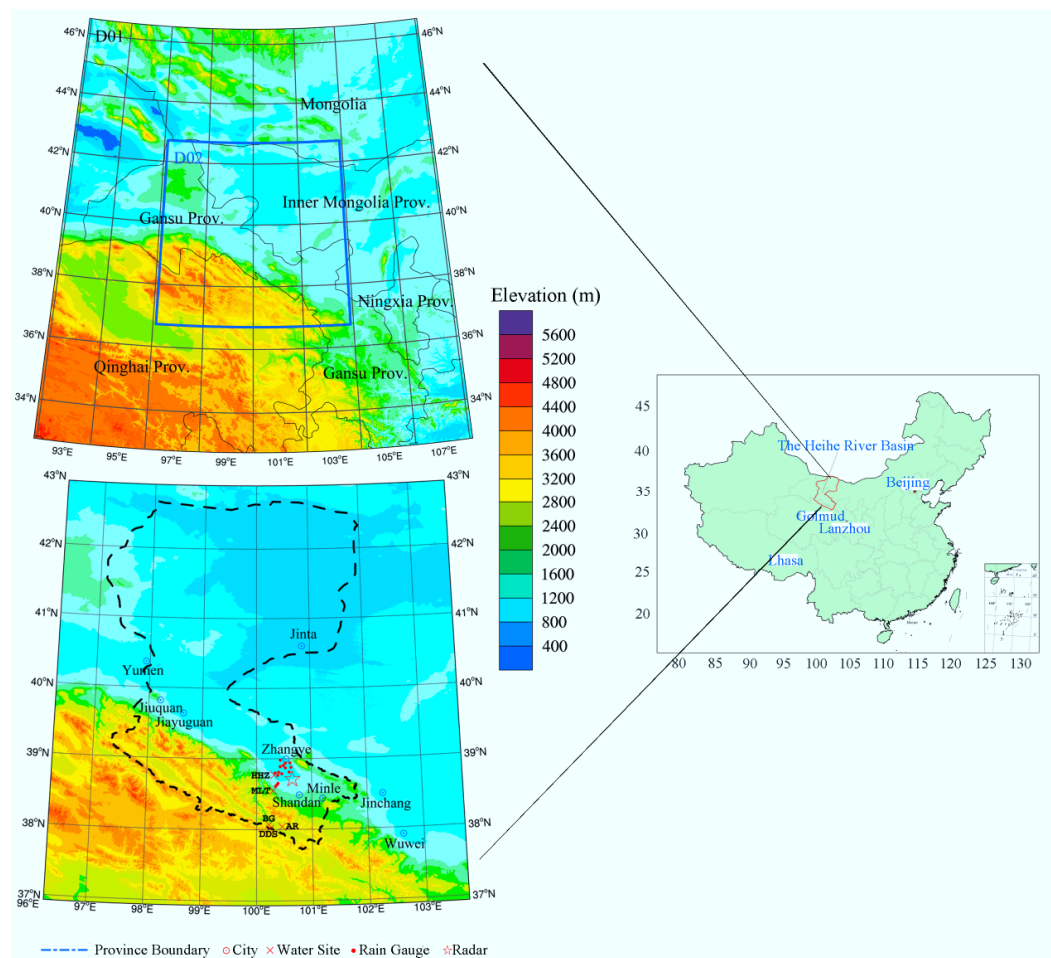 46°N
D01
46°N
44°N
44°N
Mongolia
42°N
D02
42°N
Inner Mongolia Prov.
40°N
Gansu Prov.
40°N
38°N
38°N
Ningxia Prov.
36°N
36°N
Qinghai Prov.
Gansu Prov.
34°N
34°N
93°E 95°E 97°E 99°E 101°E 103°E 105°E 107°E
Elevation (m)
5600
5200
4800
4400
4000
3600
3200
2800
2400
2000
1600
1200
800
400
43°N
43°N
42°N
42°N
41°N
41°N
Jinta
Yumen
40°N
40°N
Jiuquan
Jiayuguan
39°N
Zhangye
39°N
HHZ
MLT
Minle
Shandan
Jinchang
BG
38°N
AR
38°N
DDS
Wuwei
37°N
37°N
96°E 97°E 98°E 99°E 100°E 101°E 102°E 103°E
Province Boundary City Water Site Rain Gauge Radar
45
40
35
30
25
20
The Heihe River Basin
Beijing
Golmud
Lanzhou
Lhasa
80 85 90 95 100 105 110 115 120 125 130